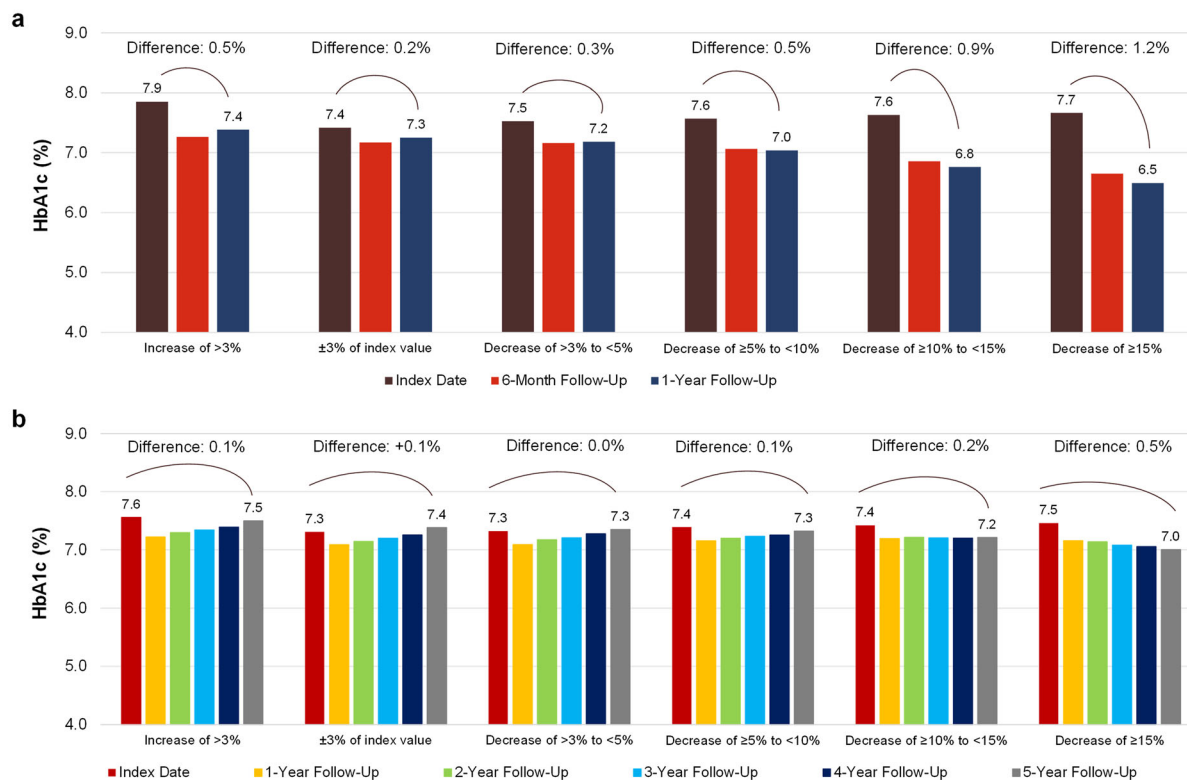 a
9.0
Difference: 0.5% Difference: 0.2% Difference: 0.3% Difference: 0.5% Difference: 0.9% Difference: 1.2%
8.0
7.9 7.4 7.4 7.3 7.5 7.2 7.6 7.0 7.6 6.8 7.7 6.5
7.0
HbA1c (%)
6.0
5.0
4.0
Increase of >3% ±3% of index value Decrease of >3% to <5% Decrease of ≥5% to <10% Decrease of ≥10% to <15% Decrease of ≥15%
Index Date 6-Month Follow-Up 1-Year Follow-Up
b
9.0
Difference: 0.1% Difference: +0.1% Difference: 0.0% Difference: 0.1% Difference: 0.2% Difference: 0.5%
8.0
7.6 7.5 7.3 7.4 7.3 7.3 7.4 7.3 7.4 7.2 7.5 7.0
7.0
HbA1c (%)
6.0
5.0
4.0
Increase of >3% ±3% of index value Decrease of >3% to <5% Decrease of ≥5% to <10% Decrease of ≥10% to <15% Decrease of ≥15%
Index Date 1-Year Follow-Up 2-Year Follow-Up 3-Year Follow-Up 4-Year Follow-Up 5-Year Follow-Up